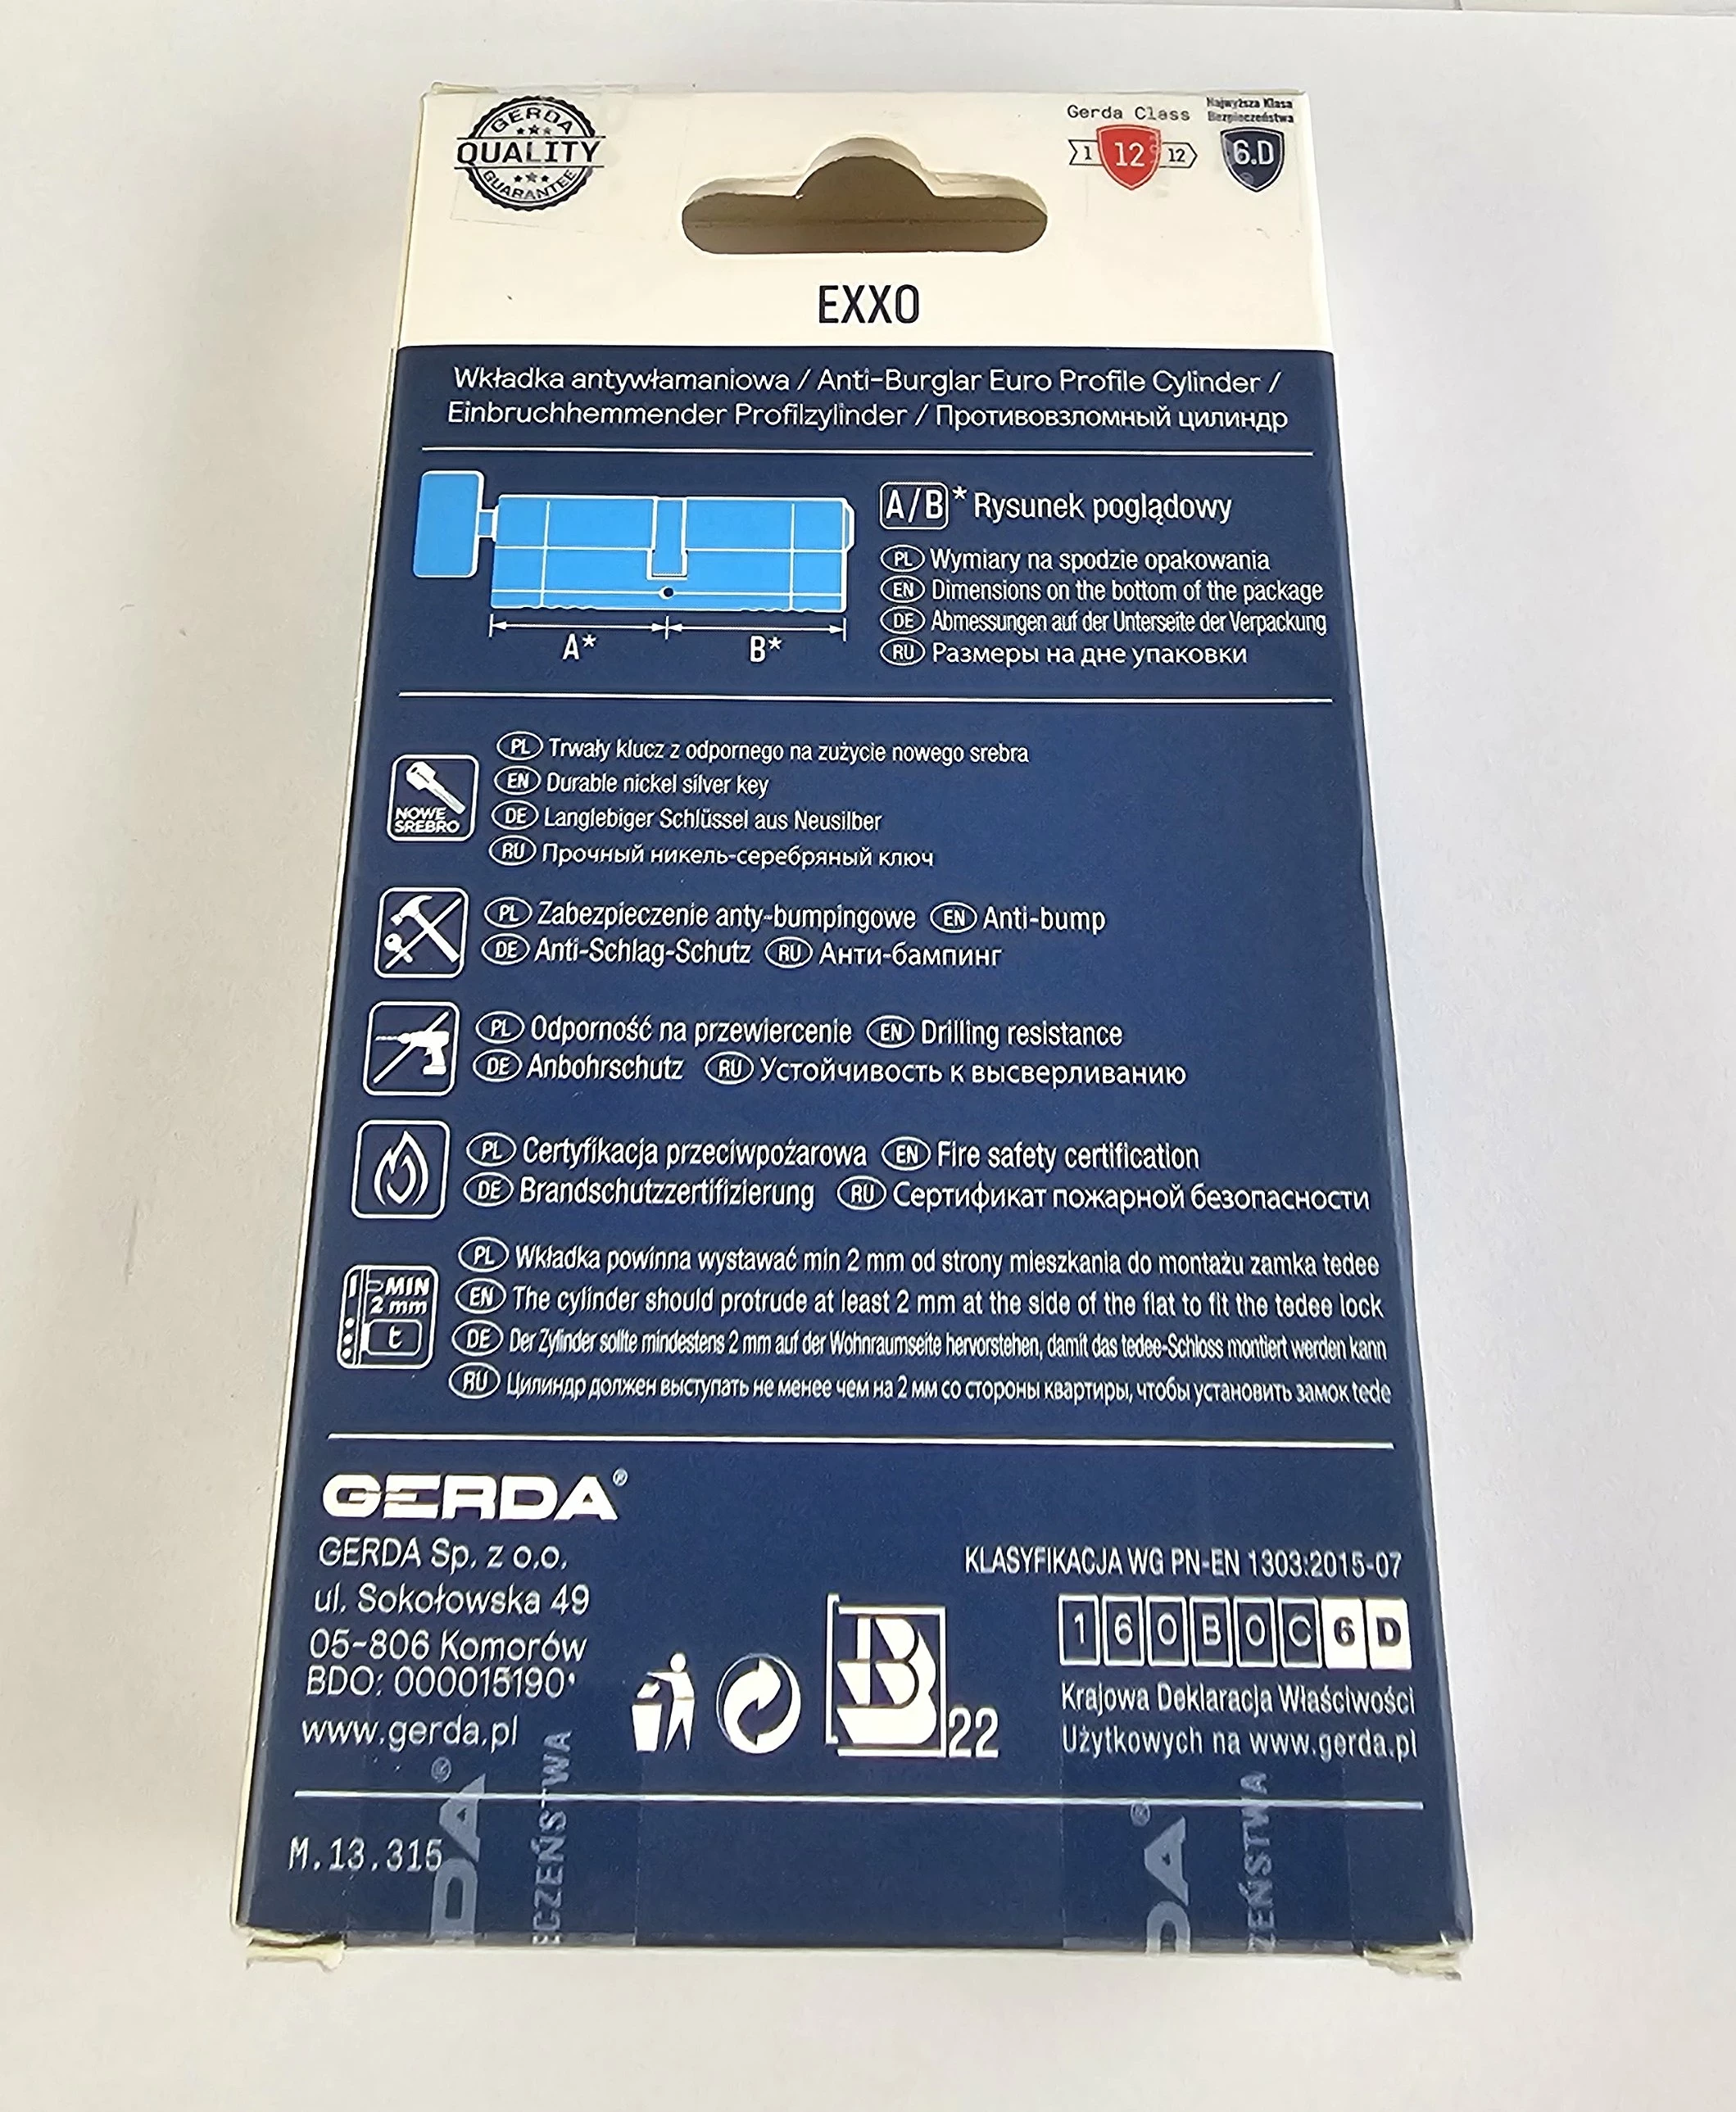 GERDA
QUALITY
GUARANTEE
Gerda Class
1 12 12
Najwyższa Klasa
Bezpieczeństwa
6.D
EXXO
Wkładka antywłamaniowa / Anti-Burglar Euro Profile Cylinder /
Einbruchhemmender Profilzylinder / Противовзломный цилиндр
A* B*
A/B * Rysunek poglądowy
PL Wymiary na spodzie opakowania
EN Dimensions on the bottom of the package
DE Abmessungen auf der Unterseite der Verpackung
RU Размеры на дне упаковки
NOWE
SREBRO
PL Trwały klucz z odpornego na zużycie nowego srebra
EN Durable nickel silver key
DE Langlebiger Schlüssel aus Neusilber
RU Прочный никель-серебряный ключ
PL Zabezpieczenie anty-bumpingowe EN Anti-bump
DE Anti-Schlag-Schutz RU Анти-бампинг
PL Odporność na przewiercenie EN Drilling resistance
DE Anbohrschutz RU Устойчивость к высверливанию
PL Certyfikacja przeciwpożarowa EN Fire safety certification
DE Brandschutzzertifizierung RU Сертификат пожарной безопасности
MIN
2 mm
t
PL Wkładka powinna wystawać min 2 mm od strony mieszkania do montażu zamka tedee
EN The cylinder should protrude at least 2 mm at the side of the flat to fit the tedee lock
DE Der Zylinder sollte mindestens 2 mm auf der Wohnraumseite hervorstehen, damit das tedee-Schloss montiert werden kann
RU Цилиндр должен выступать не менее чем на 2 мм со стороны квартиры, чтобы установить замок tede
GERDA®
GERDA Sp. z o.o.
ul. Sokołowska 49
05-806 Komorów
BDO: 000015190
www.gerda.pl
B 22
KLASYFIKACJA WG PN-EN 1303:2015-07
1 6 0 B 0 C 6 D
Krajowa Deklaracja Właściwości
Użytkowych na www.gerda.pl
M.13.315
DA®
ECZEŃSTWA
DA®
ZEŃSTWA